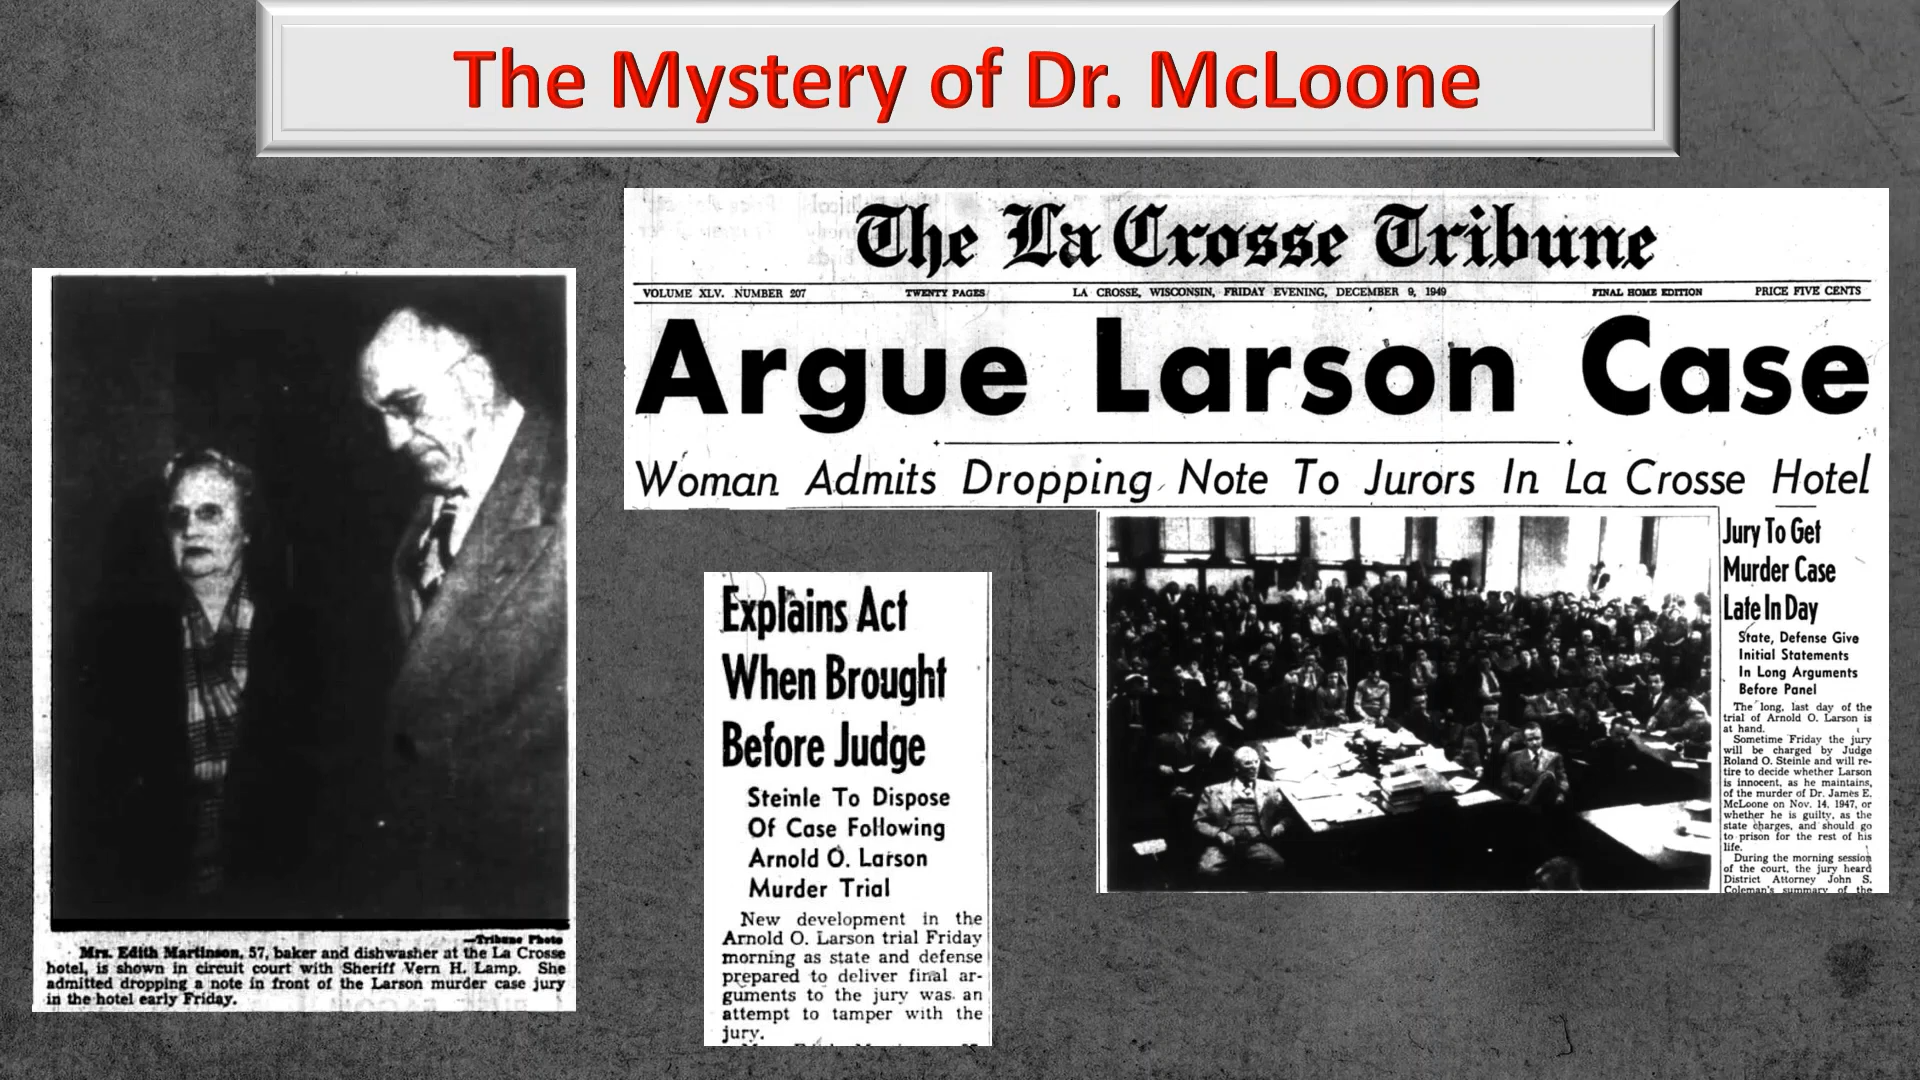 The Mystery of Dr. McLoone
The La Crosse Tribune
VOLUME XLV. NUMBER 207 TWENTY PAGES LA CROSSE, WISCONSIN, FRIDAY EVENING, DECEMBER 9, 1949 FINAL HOME EDITION PRICE FIVE CENTS
Argue Larson Case
Woman Admits Dropping Note To Jurors In La Crosse Hotel
—Tribune Photo
Mrs. Edith Martinson, 57, baker and dishwasher at the La Crosse
hotel, is shown in circuit court with Sheriff Vern H. Lamp. She
admitted dropping a note in front of the Larson murder case jury
in the hotel early Friday.
Explains Act
When Brought
Before Judge
Steinle To Dispose
Of Case Following
Arnold O. Larson
Murder Trial
New development in the
Arnold O. Larson trial Friday
morning as state and defense
prepared to deliver final ar-
guments to the jury was an
attempt to tamper with the
jury.
Jury To Get
Murder Case
Late In Day
State, Defense Give
Initial Statements
In Long Arguments
Before Panel
The long, last day of the
trial of Arnold O. Larson is
at hand.
Sometime Friday the jury
will be charged by Judge
Roland O. Steinle and will re-
tire to decide whether Larson
is innocent, as he maintains,
of the murder of Dr. James E.
McLoone on Nov. 14, 1947, or
whether he is guilty, as the
state charges, and should go
to prison for the rest of his
life.
During the morning session
of the court, the jury heard
District Attorney John S.
Coleman's summary of the